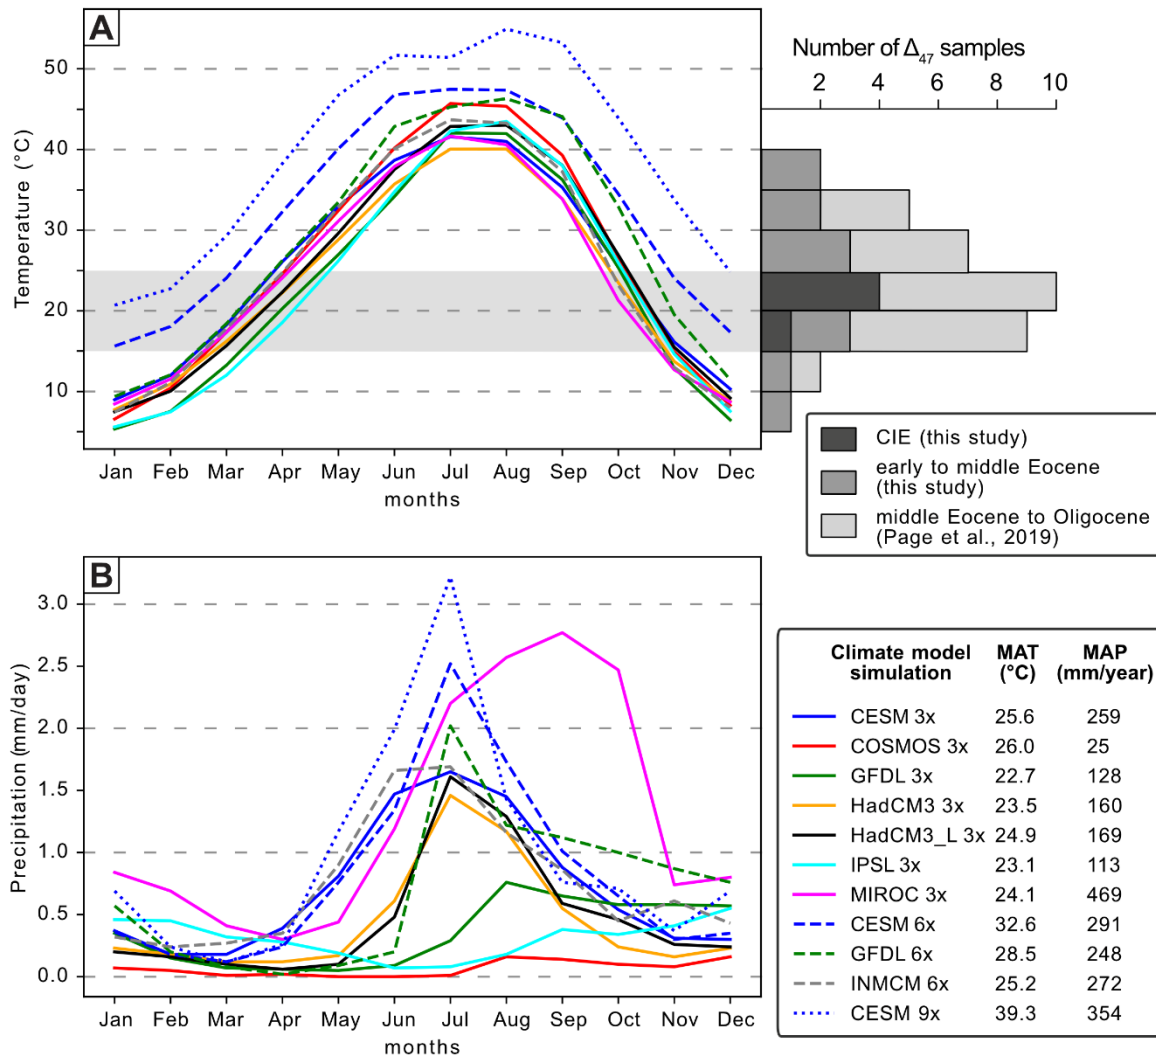 A
Number of Δ47 samples
2 4 6 8 10
Temperature (°C)
50
40
30
20
10
Jan Feb Mar Apr May Jun Jul Aug Sep Oct Nov Dec
months
CIE (this study)
early to middle Eocene
(this study)
middle Eocene to Oligocene
(Page et al., 2019)
B
Precipitation (mm/day)
3.0
2.5
2.0
1.5
1.0
0.5
0.0
Jan Feb Mar Apr May Jun Jul Aug Sep Oct Nov Dec
months
Climate model MAT MAP
simulation (°C) (mm/year)
CESM 3x 25.6 259
COSMOS 3x 26.0 25
GFDL 3x 22.7 128
HadCM3 3x 23.5 160
HadCM3_L 3x 24.9 169
IPSL 3x 23.1 113
MIROC 3x 24.1 469
CESM 6x 32.6 291
GFDL 6x 28.5 248
INMCM 6x 25.2 272
CESM 9x 39.3 354